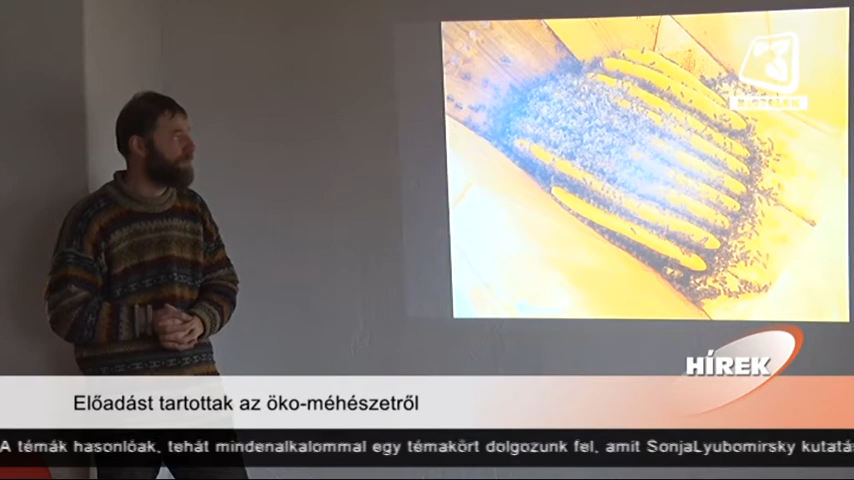 HÍREK
Előadást tartottak az öko-méhészetről
A témák hasonlóak, tehát mindenalkalommal egy témakört dolgozunk fel, amit SonjaLyubomirsky kutatá